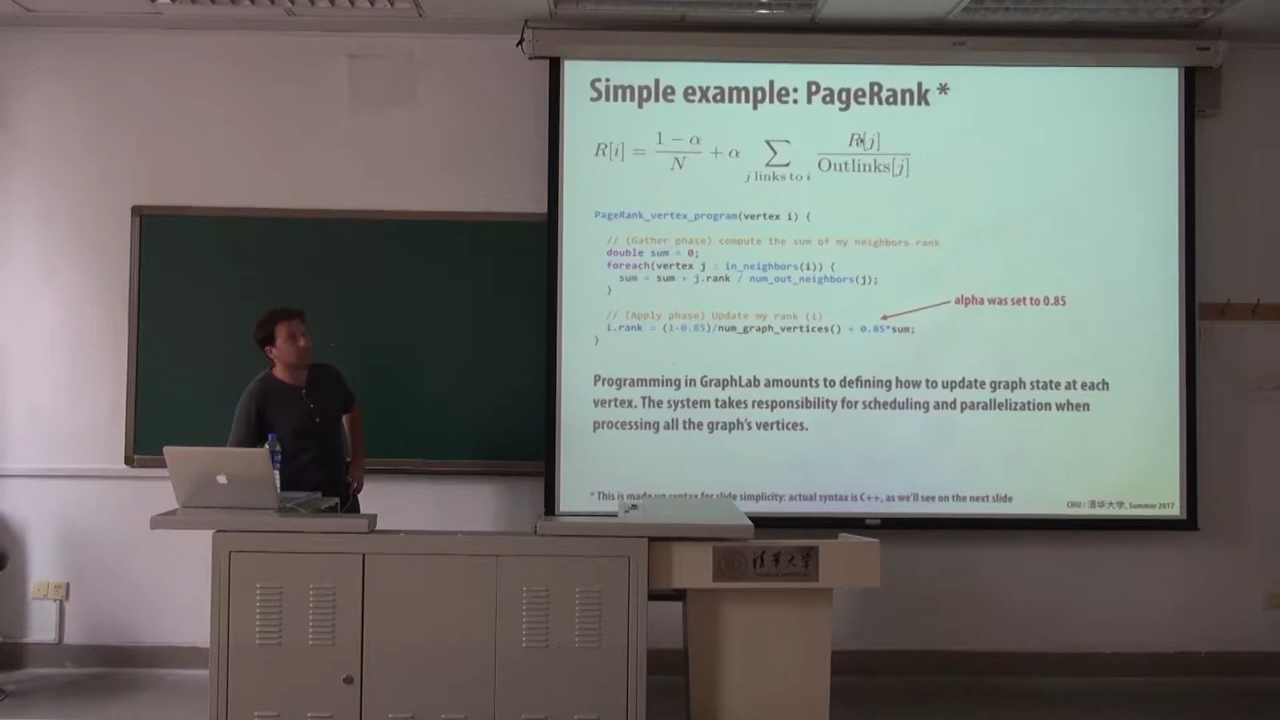 Simple example: PageRank *
R[i] = \frac{1 - α}{N} + α \sum_{j links to i} \frac{R[j]}{Outlinks[j]}
PageRank_vertex_program(vertex i) {
// (Gather phase) compute the sum of my neighbors rank
double sum = 0;
foreach(vertex j : in_neighbors(i)) {
sum = sum + j.rank / num_out_neighbors(j);
}
alpha was set to 0.85
// (Apply phase) Update my rank (i)
i.rank = (1-0.85)/num_graph_vertices() + 0.85*sum;
}
Programming in GraphLab amounts to defining how to update graph state at each
vertex. The system takes responsibility for scheduling and parallelization when
processing all the graph's vertices.
* This is made up syntax for slide simplicity: actual syntax is C++, as we'll see on the next slide
CMU / 清华大学, Summer 2017
清华大学